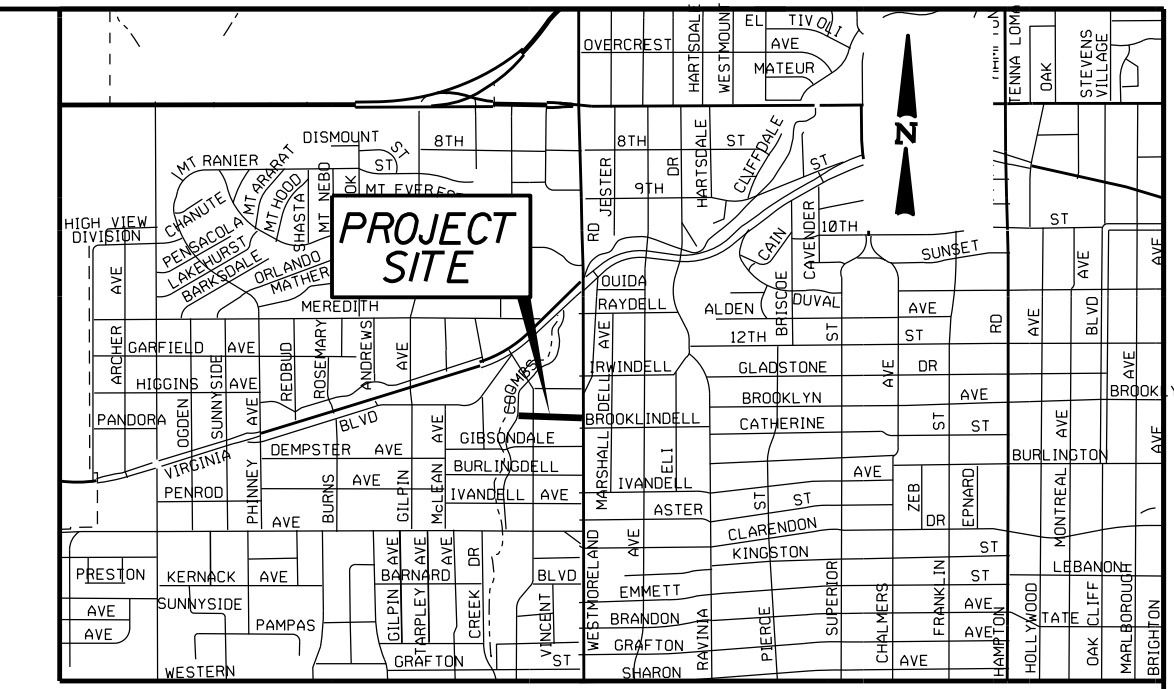 EL
TIVOLI
OVERCREST
HARTSDALE
WESTMOUNT
AVE
MATEUR
TENNA LOMA
OAK
STEVENS
VILLAGE
DISMOUNT
ST
ST
8TH
8TH
ST
MT RANIER
MT ARARAT
MT HOOD
SHASTA
MT NEBO
MT EVEREST
JESTER
RD
9TH
DR
HARTSDALE
CLIFFDALE
ST
N
PROJECT
SITE
HIGH VIEW
DIVISION
CHANUTE
PENSACOLA
LAKEHURST
BARKSDALE
ORLANDO
MATHER
MEREDITH
AVE
CAIN
CAVENDER
10TH
SUNSET
ST
AVE
AVE
OUIDA
RAYDELL
ALDEN
BRISCOE
DUVAL
AVE
ST
12TH
ST
RD
AVE
BLVD
ARCHER
GARFIELD AVE
HIGGINS AVE
PANDORA
OGDEN
SUNNYSIDE
AVE
REDBUD
ROSEMARY
ANDREWS
AVE
COOMBS
AVE
IRWINDELL
DELL
GLADSTONE
AVE
DR
BROOKLYN
AVE
AVE
BROOKLY
BROOKLINDELL
CATHERINE
ST
ST
AVE
AVE
VIRGINIA
BLVD
DEMPSTER AVE
AVE
GIBSONDALE
BURLINGDELL
IVANDELL AVE
PENROD
PHINNEY
AVE
BURNS
AVE
GILPIN
McLEAN
MARSHALL
ELI
IVANDELL
ST
ST
AVE
BURLINGTON
ASTER
CLARENDON
ZEB
DR
EPNARD
MONTREAL
KINGSTON
ST
WESTMORELAND
AVE
PRESTON
KERNACK AVE
SUNNYSIDE
PAMPAS
AVE
AVE
WESTERN
AVE
GILPIN
AVE
TARPLEY
AVE
BARNARD
DR
CREEK
BLVD
VINCENT
GRAFTON
ST
EMMETT
BRANDON
GRAFTON
SHARON
RAVINIA
PIERCE
SUPERIOR
CHALMERS
FRANKLIN
ST
AVE
AVE
AVE
HAMPTON
HOLLYWOOD
LEBANON
TATE
OAK CLIFF
MARLBOROUGH
BRIGHTON